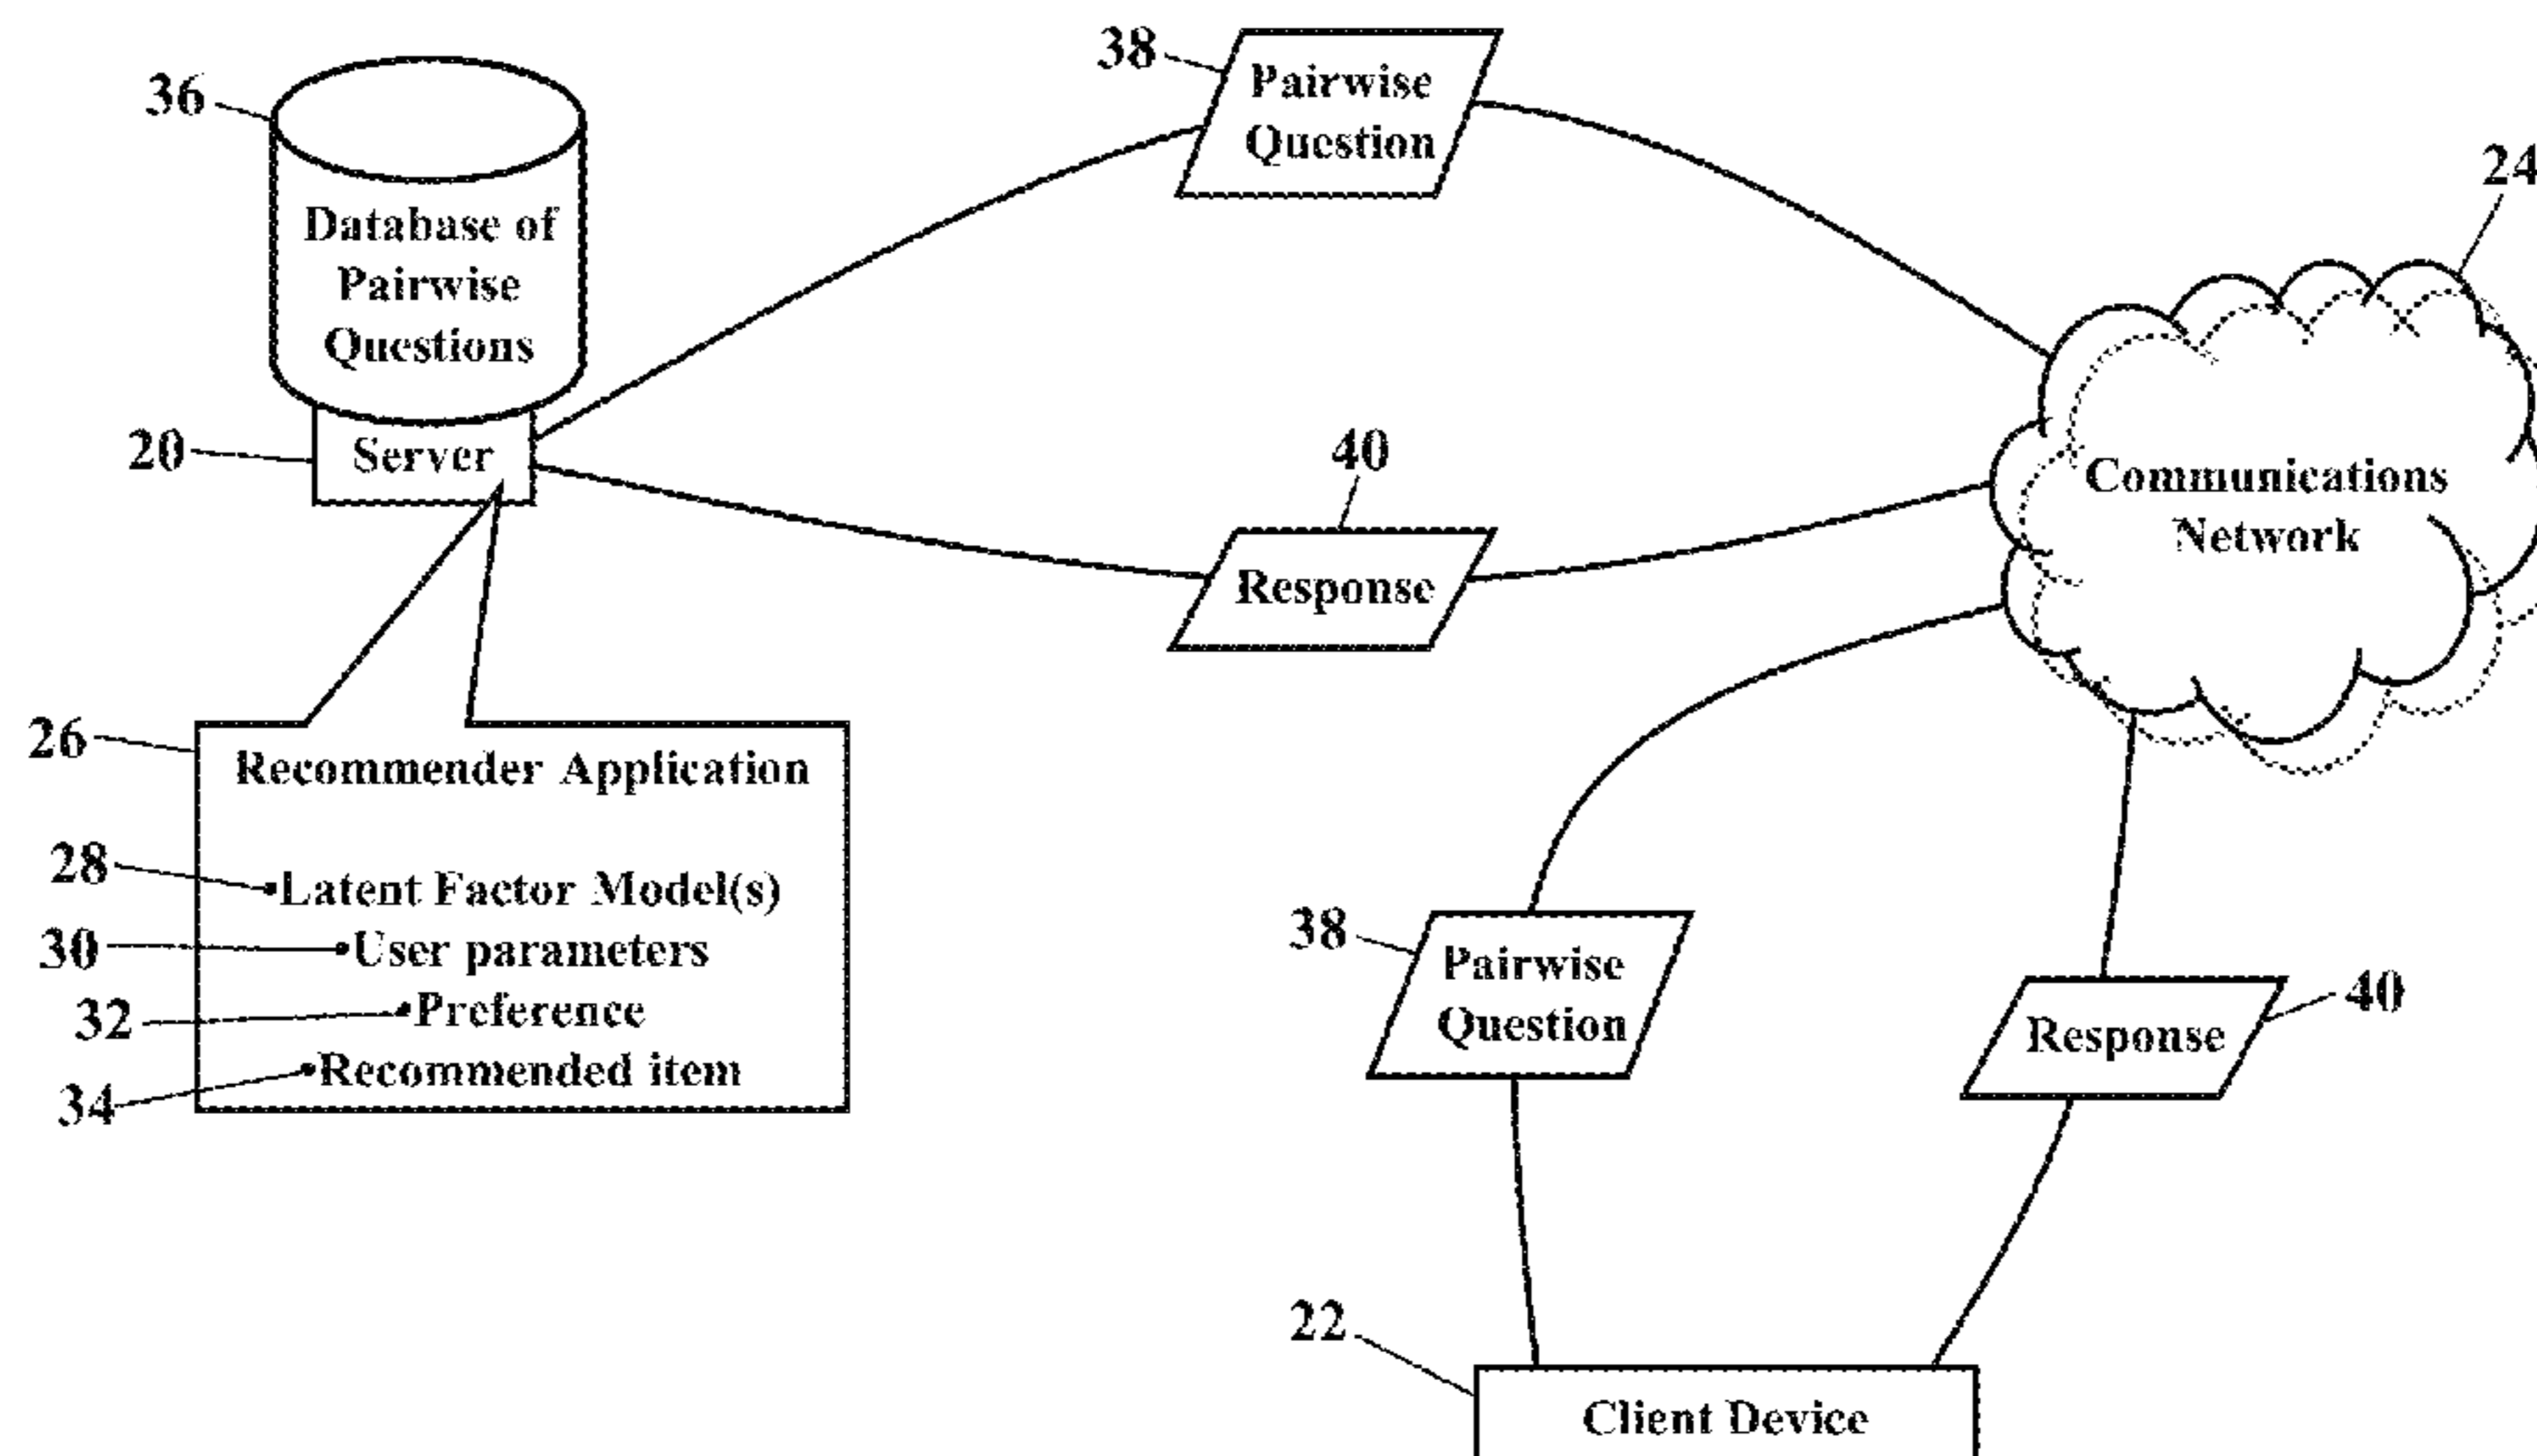 38
Pairwise
Question
36
24
Database of
Pairwise
Questions
20
Server
40
Response
Communications
Network
26
Recommender Application
28
•Latent Factor Model(s)
30
•User parameters
32
•Preference
34
•Recommended item
38
Pairwise
Question
40
Response
22
Client Device